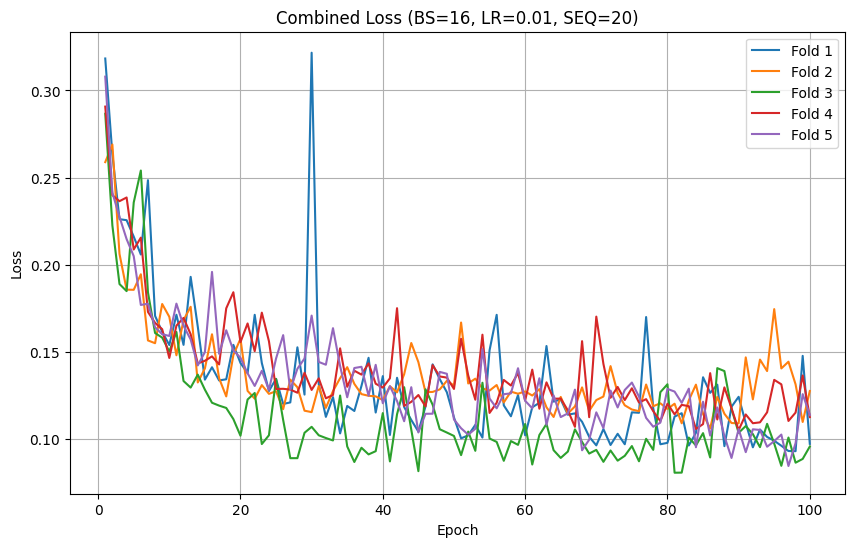 Combined Loss (BS=16, LR=0.01, SEQ=20)
Fold 1
Fold 2
Fold 3
Fold 4
Fold 5
Loss
0.30
0.25
0.20
0.15
0.10
0 20 40 60 80 100
Epoch